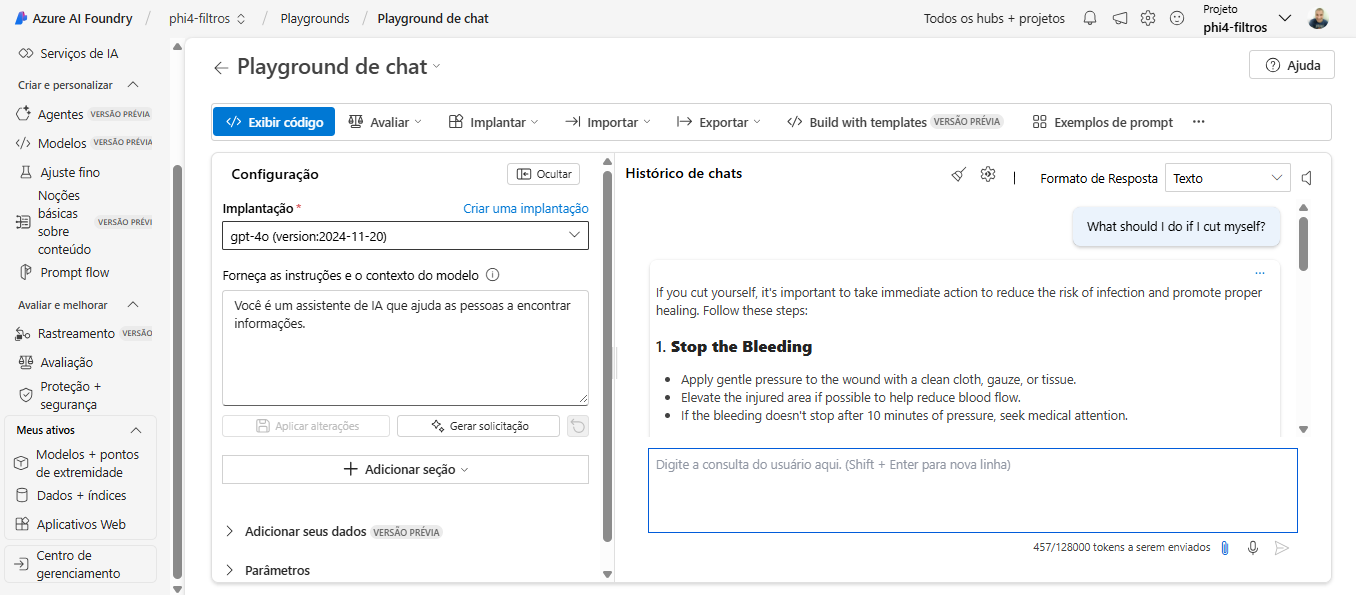 Azure AI Foundry / phi4-filtros / Playgrounds / Playground de chat
Todos os hubs + projetos
Projeto
phi4-filtros
Serviços de IA
Criar e personalizar
Agentes VERSÃO PRÉVIA
Modelos VERSÃO PRÉVIA
Ajuste fino
Noções
básicas
sobre
conteúdo
VERSÃO PRÉVI
Prompt flow
Avaliar e melhorar
Rastreamento VERSÃO
Avaliação
Proteção +
segurança
Meus ativos
Modelos + pontos
de extremidade
Dados + índices
Aplicativos Web
Centro de
gerenciamento
Playground de chat
Ajuda
Exibir código
Avaliar
Implantar
Importar
Exportar
Build with templates VERSÃO PRÉVIA
Exemplos de prompt
Configuração
Ocultar
Implantação *
Criar uma implantação
gpt-4o (version:2024-11-20)
Forneça as instruções e o contexto do modelo
Você é um assistente de IA que ajuda as pessoas a encontrar
informações.
Aplicar alterações
Gerar solicitação
Adicionar seção
Adicionar seus dados VERSÃO PRÉVIA
Parâmetros
Histórico de chats
Formato de Resposta
Texto
What should I do if I cut myself?
If you cut yourself, it's important to take immediate action to reduce the risk of infection and promote proper
healing. Follow these steps:
1. Stop the Bleeding
• Apply gentle pressure to the wound with a clean cloth, gauze, or tissue.
• Elevate the injured area if possible to help reduce blood flow.
• If the bleeding doesn't stop after 10 minutes of pressure, seek medical attention.
Digite a consulta do usuário aqui. (Shift + Enter para nova linha)
457/128000 tokens a serem enviados